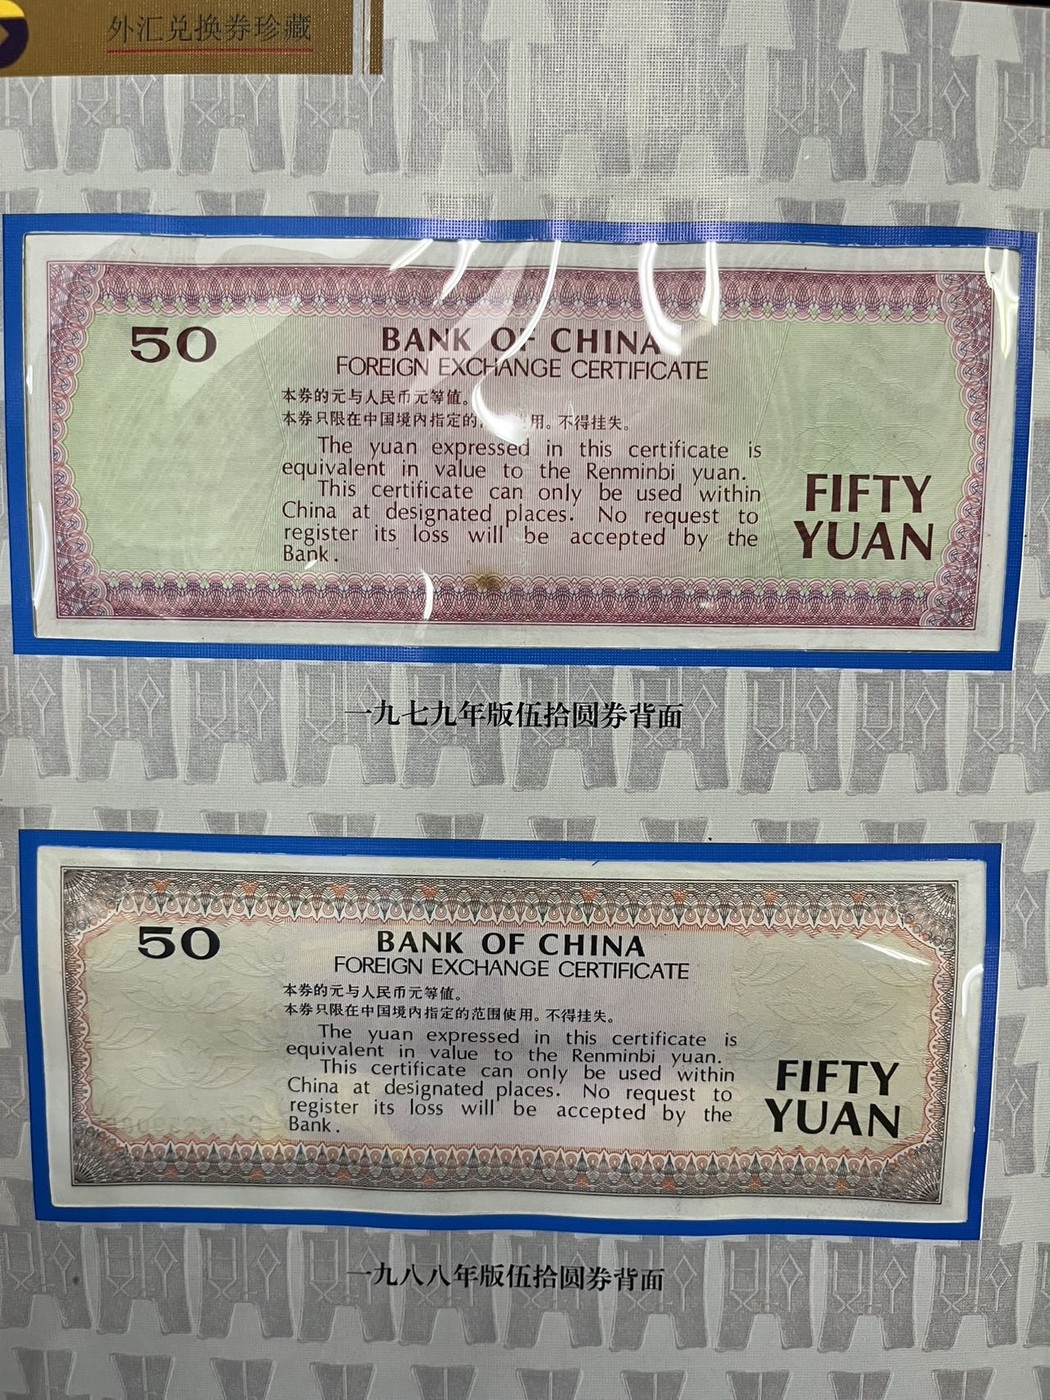 外汇兑换券珍藏
50
BANK OF CHINA
FOREIGN EXCHANGE CERTIFICATE
本券的元与人民币元等值。
本券只限在中国境内指定的 用。不得挂失。
The yuan expressed in this certificate is
equivalent in value to the Renminbi yuan.
This certificate can only be used within
China at designated places. No request to
register its loss will be accepted by the
Bank.
FIFTY
YUAN
一九七九年版伍拾圆券背面
50
BANK OF CHINA
FOREIGN EXCHANGE CERTIFICATE
本券的元与人民币元等值。
本券只限在中国境内指定的范围使用。不得挂失。
The yuan expressed in this certificate is
equivalent in value to the Renminbi yuan.
This certificate can only be used within
China at designated places. No request to
register its loss will be accepted by the
Bank.
FIFTY
YUAN
一九八八年版伍拾圆券背面